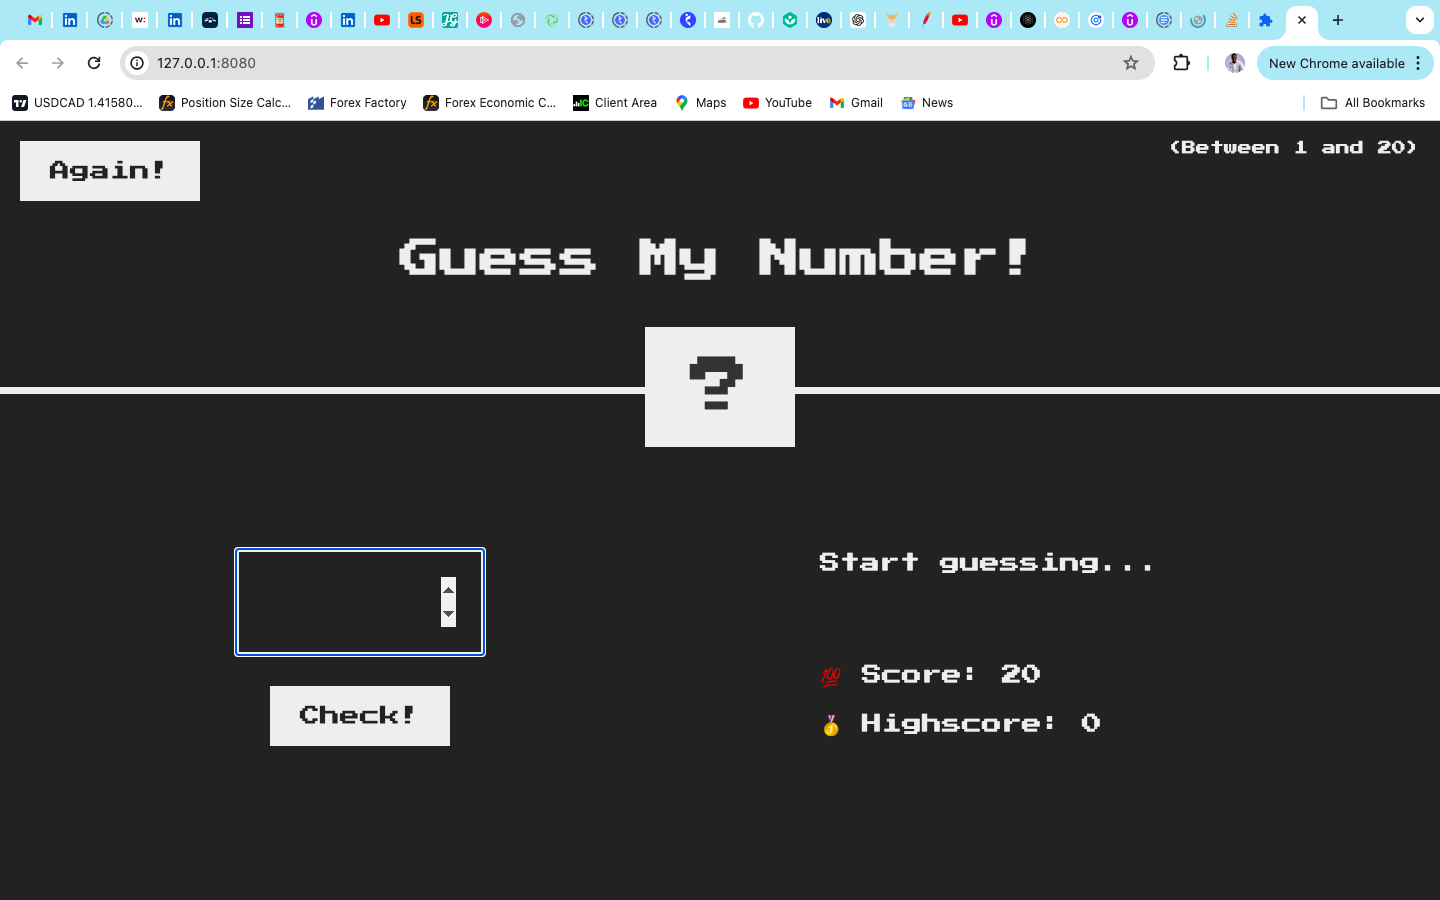 127.0.0.1:8080
New Chrome available
USDCAD 1.41580...
Position Size Calc...
Forex Factory
Forex Economic C...
Client Area
Maps
YouTube
Gmail
News
All Bookmarks
Again!
(Between 1 and 20)
Guess My Number!
?
Start guessing...
💯 Score: 20
🥇 Highscore: 0
Check!